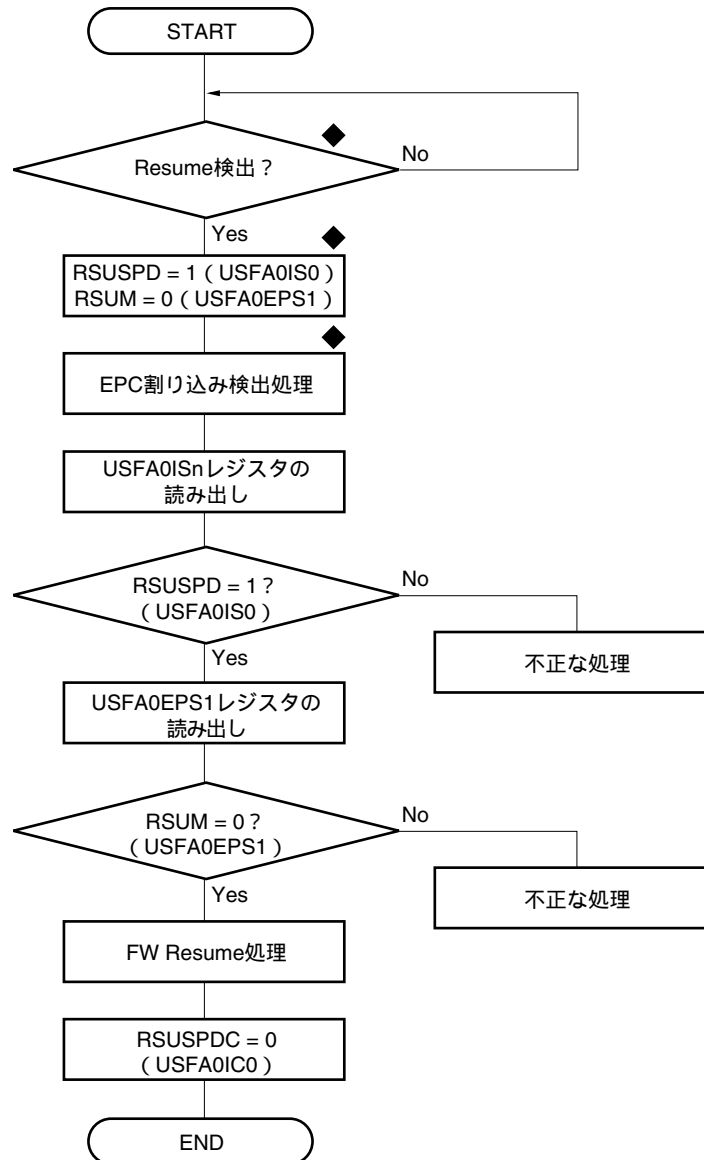 START
Resume検出？
No
Yes
RSUSPD = 1（USFA0IS0）
RSUM = 0（USFA0EPS1）
EPC割り込み検出処理
USFA0ISnレジスタの
読み出し
RSUSPD = 1？
（USFA0IS0）
No
Yes
不正な処理
USFA0EPS1レジスタの
読み出し
RSUM = 0？
（USFA0EPS1）
No
Yes
不正な処理
FW Resume処理
RSUSPDC = 0
（USFA0IC0）
END